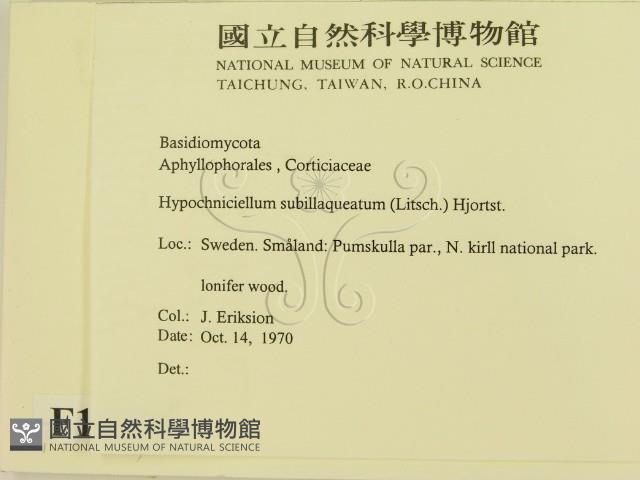 國立自然科學博物館
NATIONAL MUSEUM OF NATURAL SCIENCE
TAICHUNG, TAIWAN, R.O.CHINA
Basidiomycota
Aphyllophorales , Corticiaceae
Hypochniciellum subillaqueatum (Litsch.) Hjortst.
Loc.: Sweden. Småland: Pumskulla par., N. kirll national park.
lonifer wood.
Col.: J. Eriksion
Date: Oct. 14, 1970
Det.:
F1
國立自然科學博物館
NATIONAL MUSEUM OF NATURAL SCIENCE